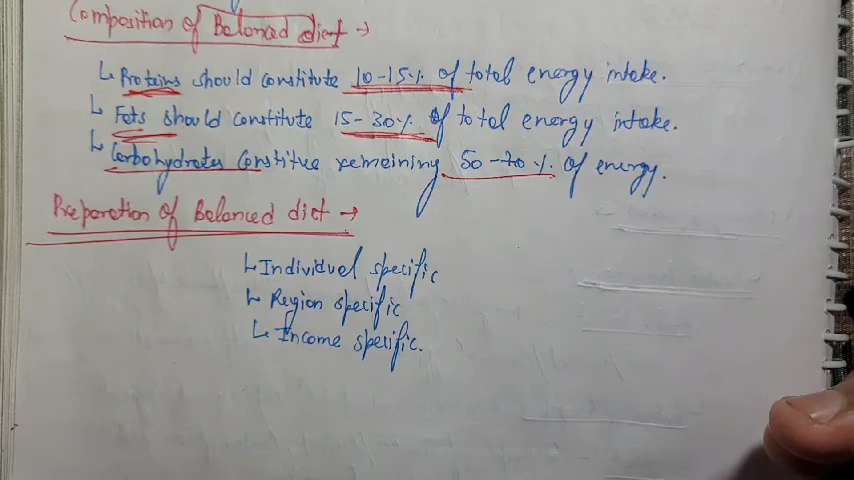 Composition of Balanced diet →
↳ Proteins should constitute 10-15% of total energy intake.
↳ Fats should constitute 15-30% of total energy intake.
↳ Carbohydrates constitue remaining 50-70% of energy.
Preparation of Balanced diet →
↳ Individual specific
↳ Region specific
↳ Income specific.